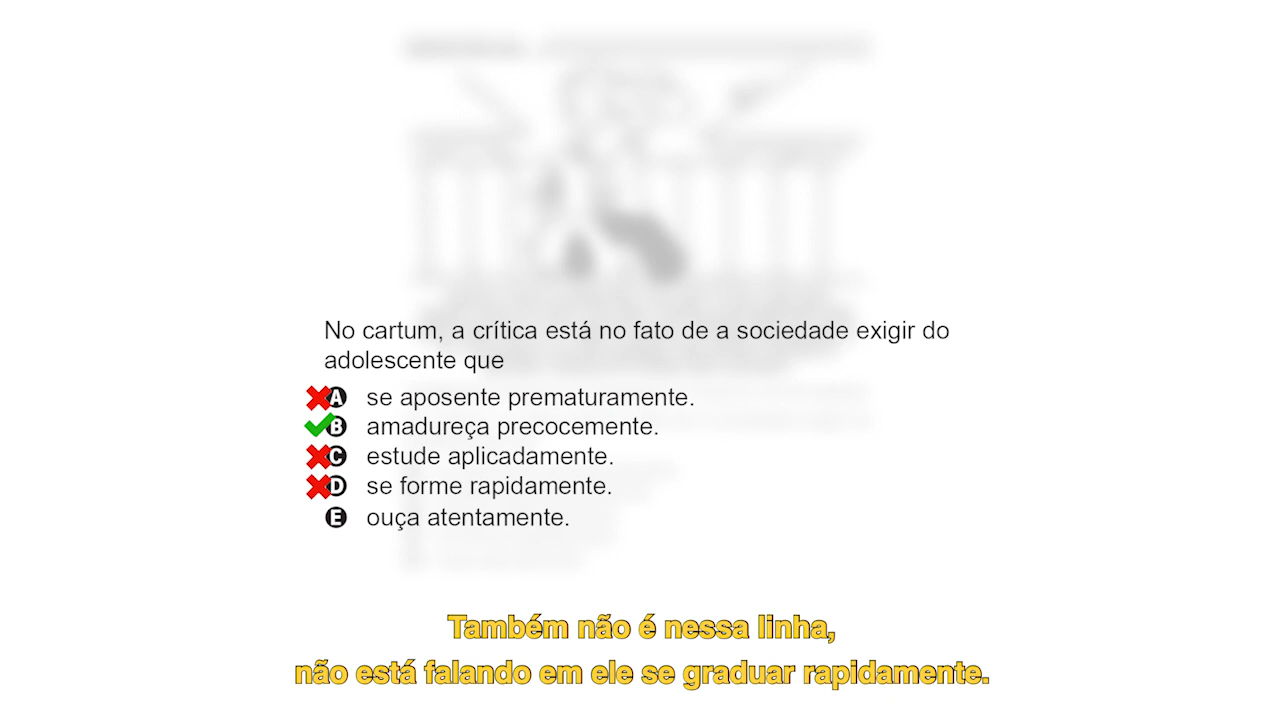 No cartum, a crítica está no fato de a sociedade exigir do
adolescente que
A se aposente prematuramente.
B amadureça precocemente.
C estude aplicadamente.
D se forme rapidamente.
E ouça atentamente.
Também não é nessa linha,
não está falando em ele se graduar rapidamente.